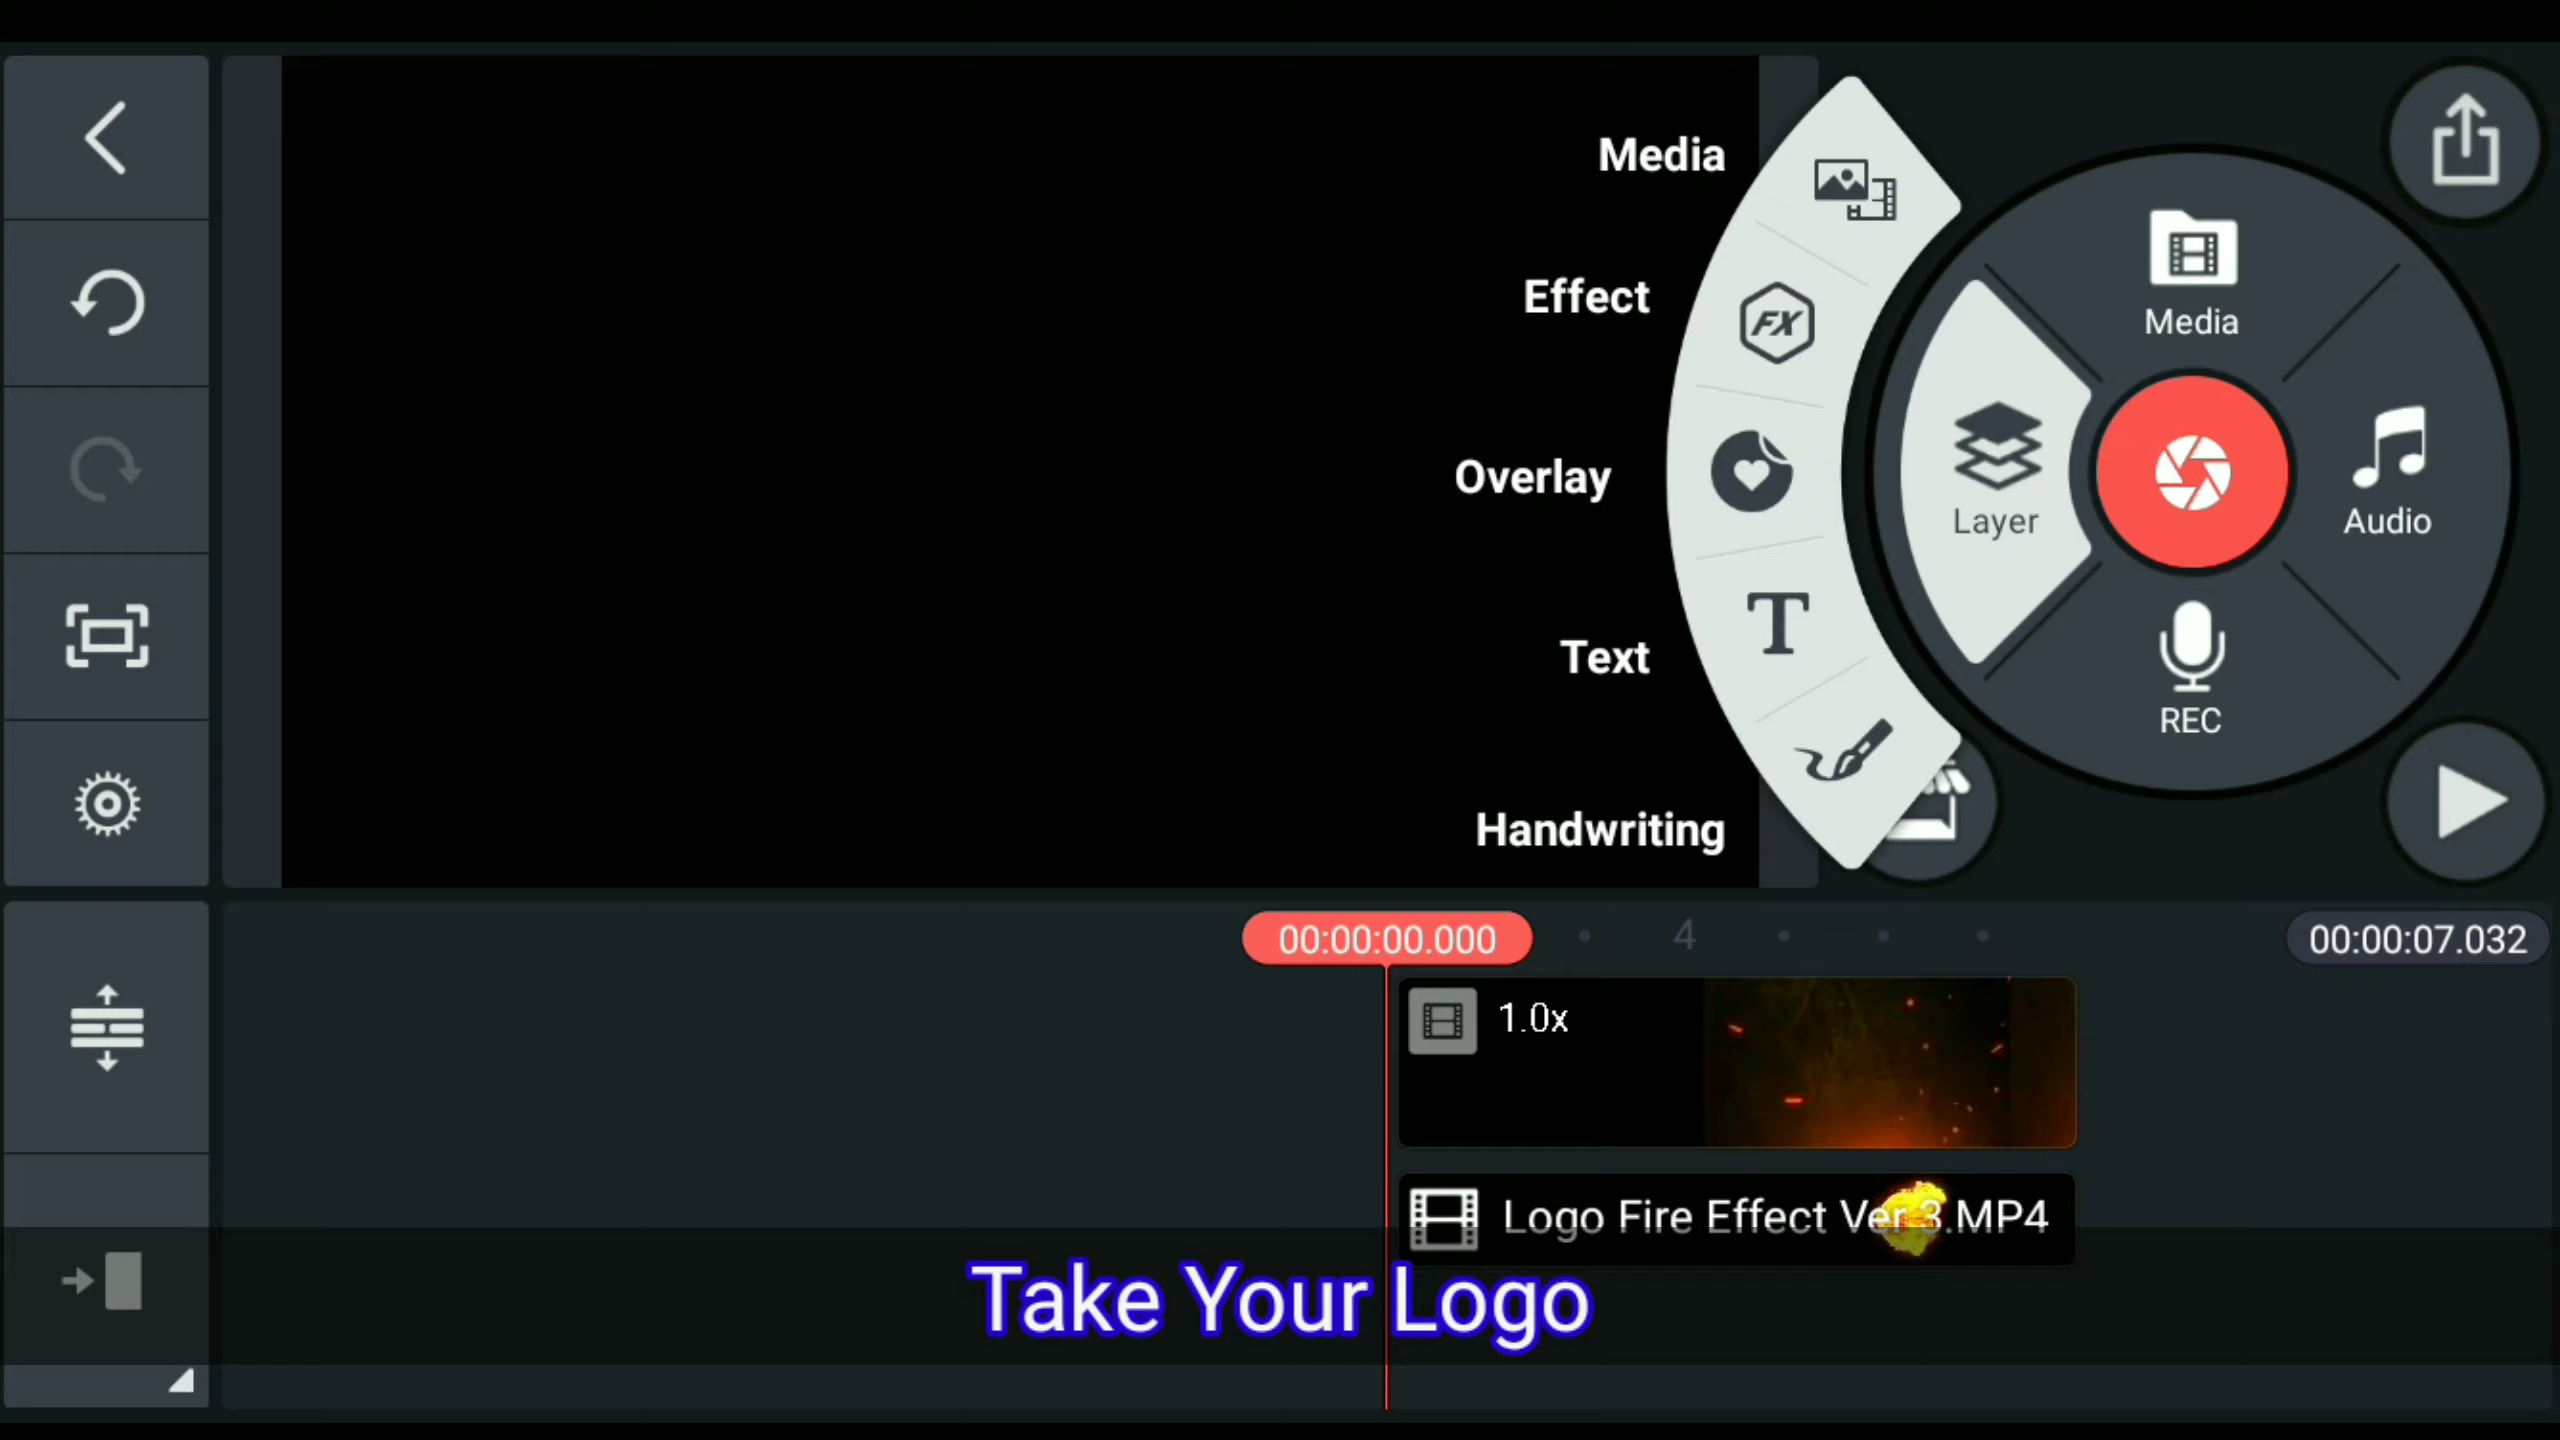 Media
Effect
Overlay
Text
Handwriting
FX
T
Media
Layer
Audio
REC
00:00:00.000
4
00:00:07.032
1.0x
Logo Fire Effect Ver 3.MP4
Take Your Logo